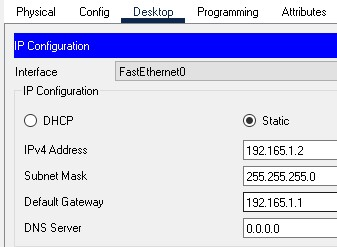 Physical Config Desktop Programming Attributes
IP Configuration
Interface FastEthernet0
IP Configuration
DHCP Static
IPv4 Address 192.165.1.2
Subnet Mask 255.255.255.0
Default Gateway 192.165.1.1
DNS Server 0.0.0.0